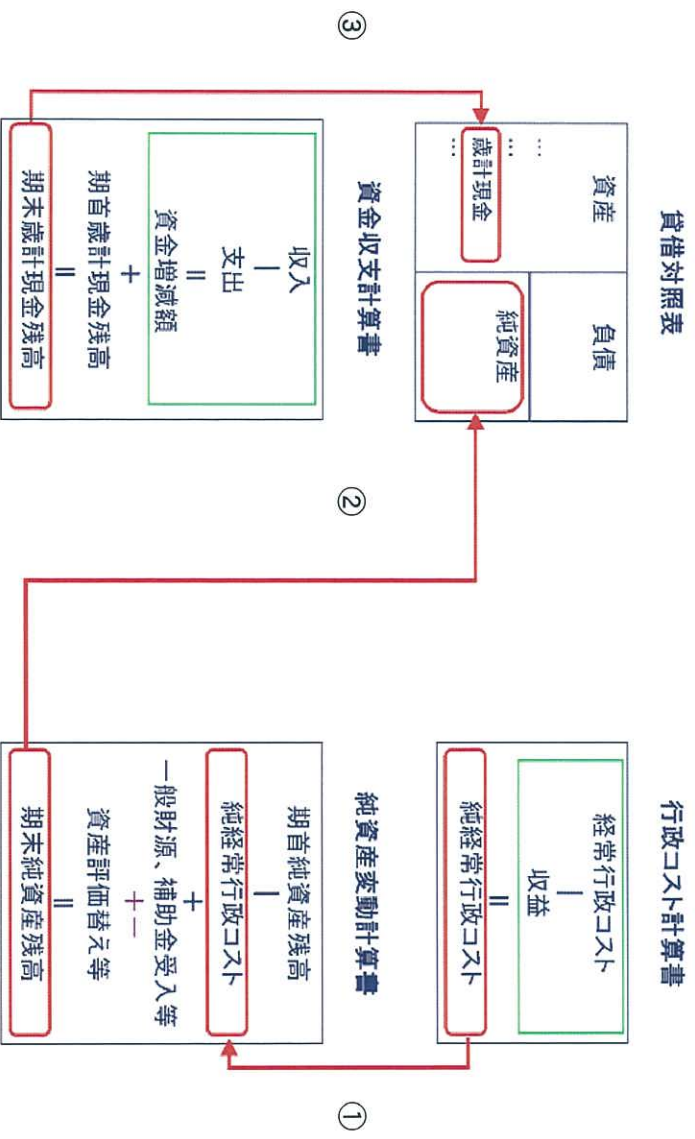 貸借対照表
資産
負債
…
歳計現金
…
…
純資産
行政コスト計算書
経常行政コスト
ー
収益
=
純経常行政コスト
資金収支計算書
収入
ー
支出
=
資金増減額
+
期首歳計現金残高
=
期末歳計現金残高
純資産変動計算書
期首純資産残高
ー
純経常行政コスト
+
一般財源、補助金受入等
+ー
資産評価替え等
=
期末純資産残高
③
②
①